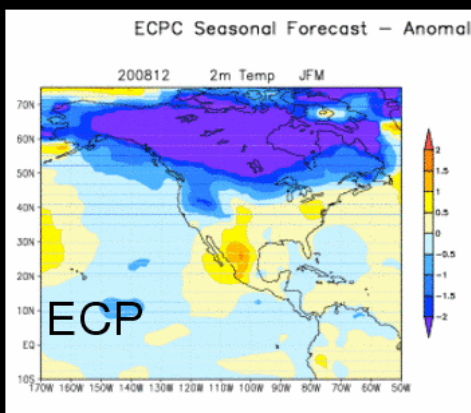 ECPC Seasonal Forecast – Anomal
200812 2m Temp JFM
70N
60N
50N
40N
30N
20N
10N
EQ
10S
170W 160W 150W 140W 130W 120W 110W 100W 90W 80W 70W 60W 50W
2
1.5
1
0.5
0
-0.5
-1
-1.5
-2
ECP